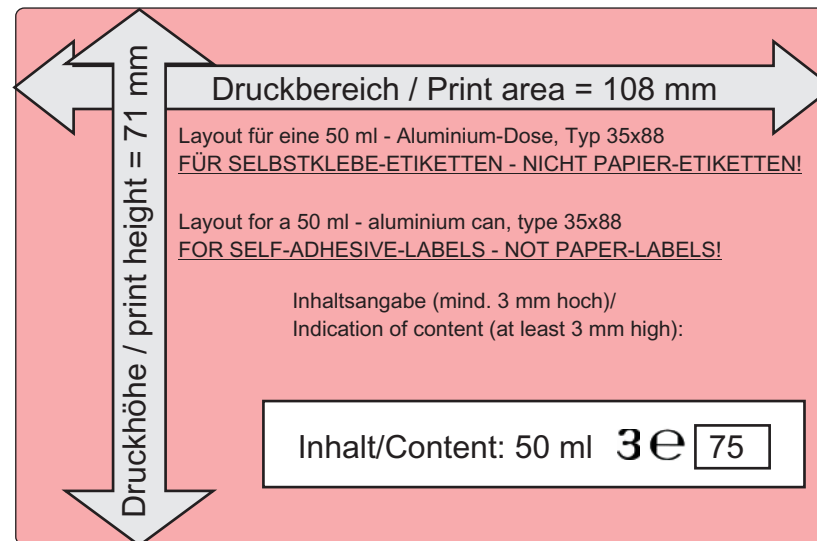 Druckbereich / Print area = 108 mm
Druckhöhe / print height = 71 mm
Layout für eine 50 ml - Aluminium-Dose, Typ 35x88
FÜR SELBSTKLEBE-ETIKETTEN - NICHT PAPIER-ETIKETTEN!
Layout for a 50 ml - aluminium can, type 35x88
FOR SELF-ADHESIVE-LABELS - NOT PAPER-LABELS!
Inhaltsangabe (mind. 3 mm hoch)/
Indication of content (at least 3 mm high):
Inhalt/Content: 50 ml 3 ℮ 75